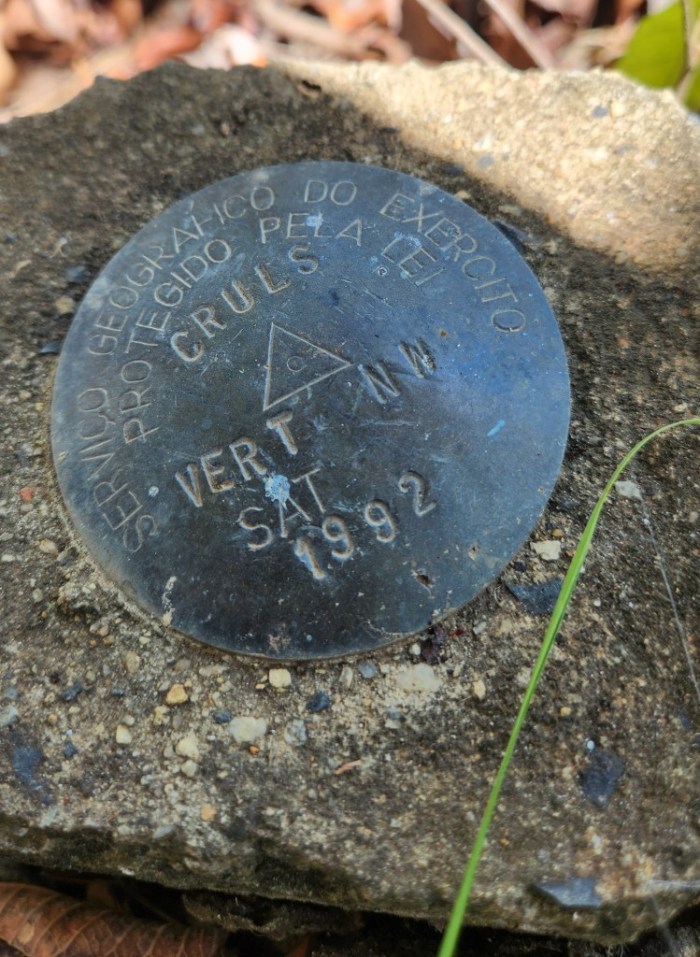 SERVIÇO GEOGRÁFICO DO EXÉRCITO
PROTEGIDO PELA LEI
CRULS
VERT NW
SAT
1992